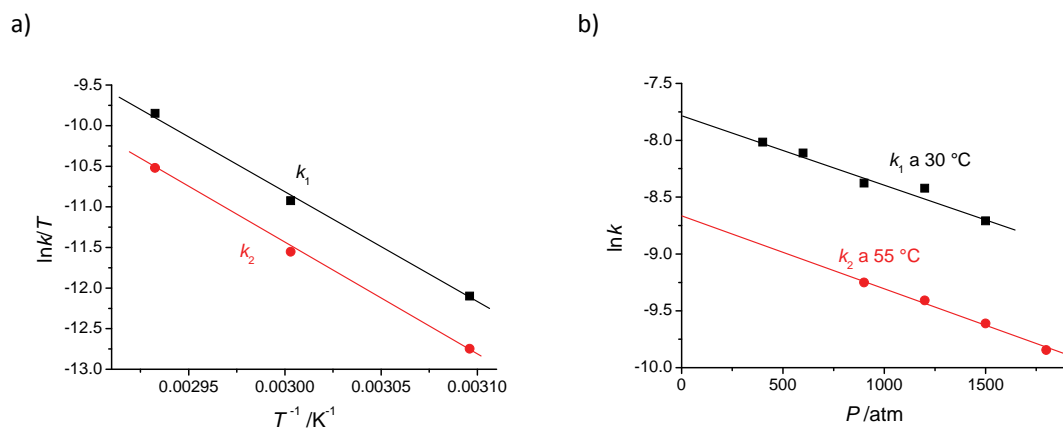 a)
ln k/T
-9.5
-10.0
-10.5
-11.0
-11.5
-12.0
-12.5
-13.0
k1
k2
0.00295
0.00300
0.00305
0.00310
T -1 /K-1
b)
ln k
-7.5
-8.0
-8.5
-9.0
-9.5
-10.0
k1 a 30 °C
k2 a 55 °C
0
500
1000
1500
P /atm